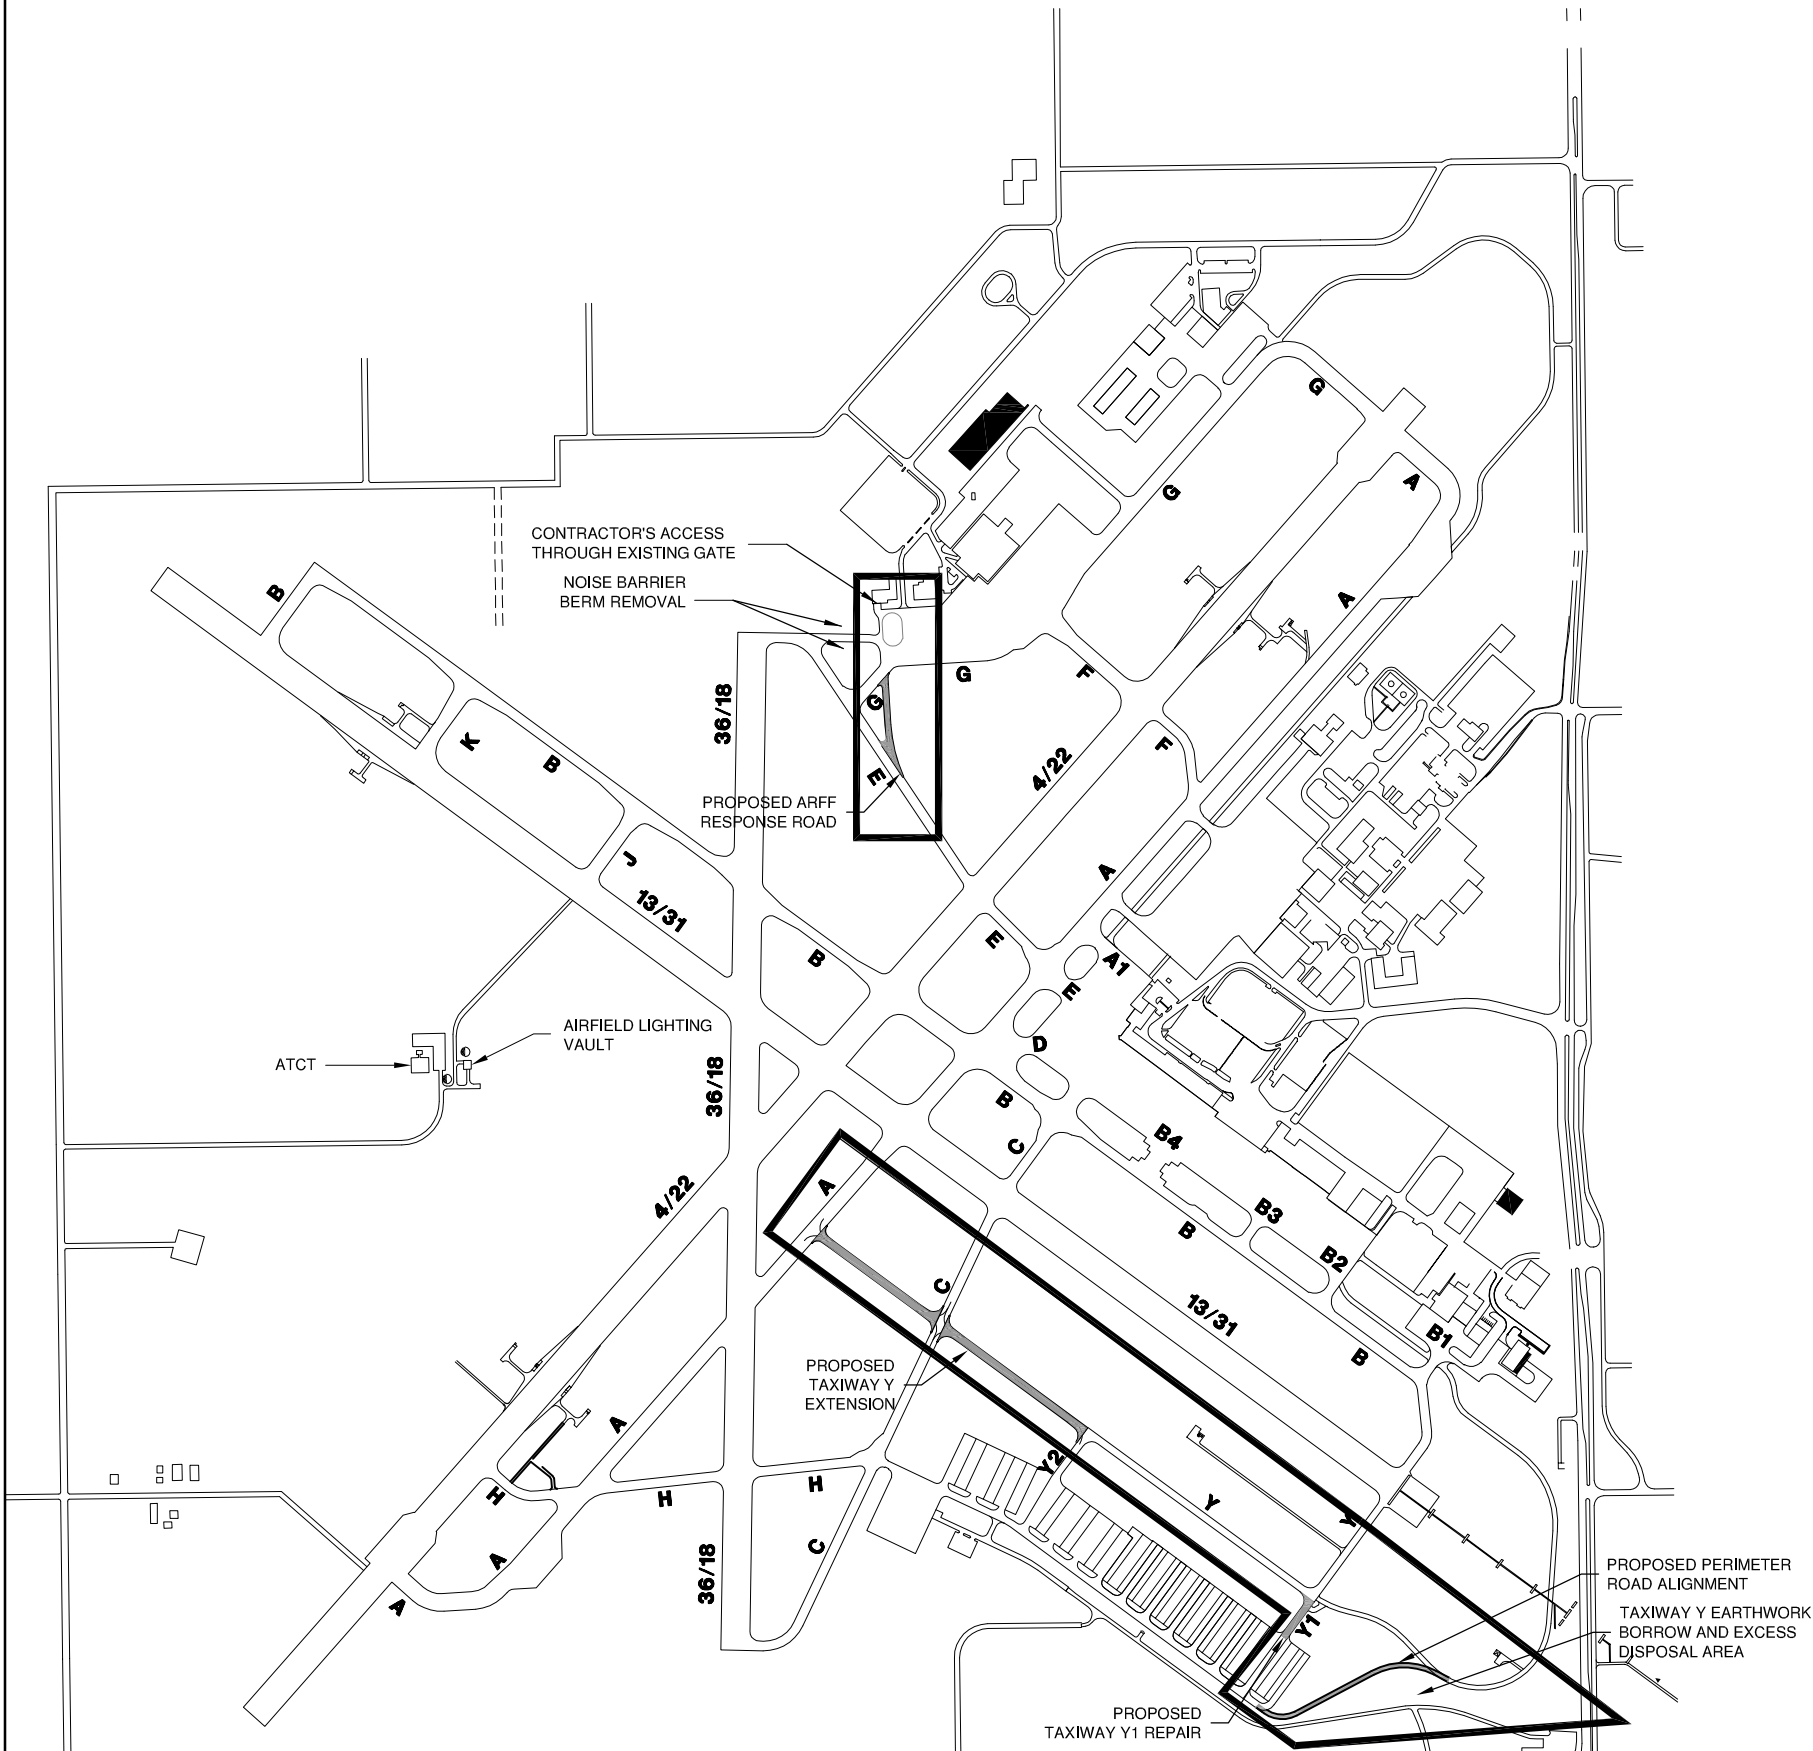 G
A
G
CONTRACTOR'S ACCESS
THROUGH EXISTING GATE
NOISE BARRIER
BERM REMOVAL
B
A
G
F
36/18
G
K
B
F
4/22
E
PROPOSED ARFF
RESPONSE ROAD
J
A
13/31
E
B
A1
E
AIRFIELD LIGHTING
VAULT
D
ATCT
36/18
B
B4
C
A
4/22
B3
B
B2
C
13/31
B1
B
PROPOSED
TAXIWAY Y
EXTENSION
A
Y2
H
H
H
Y
Y
C
A
36/18
PROPOSED PERIMETER
ROAD ALIGNMENT
A
TAXIWAY Y EARTHWORK
BORROW AND EXCESS
DISPOSAL AREA
Y1
PROPOSED
TAXIWAY Y1 REPAIR